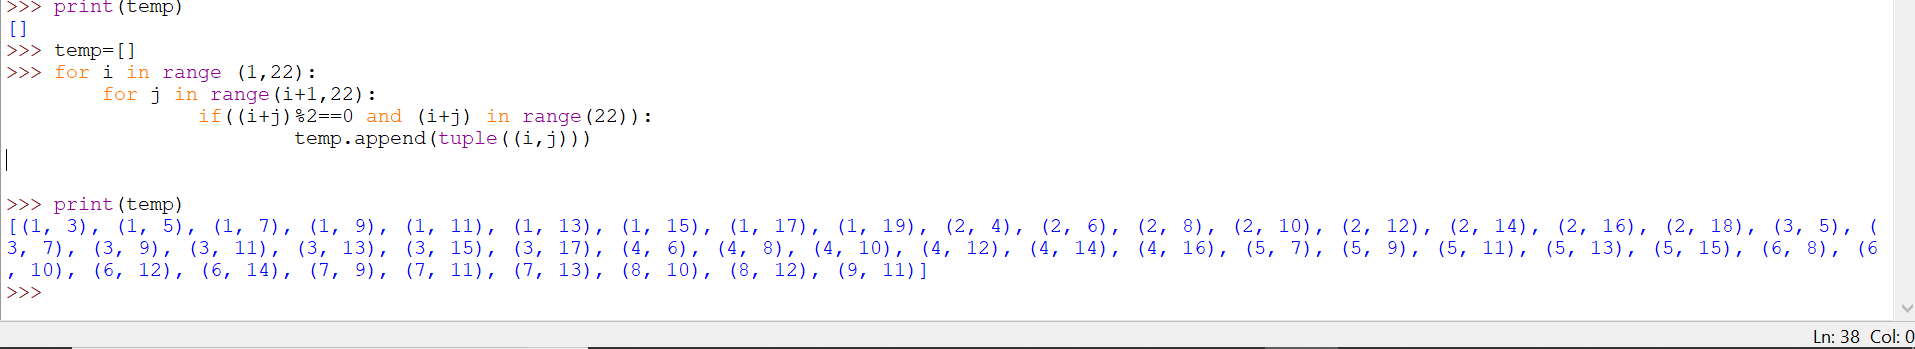 >>> print(temp)
[]
>>> temp=[]
>>> for i in range (1,22):
        for j in range(i+1,22):
                if((i+j)%2==0 and (i+j) in range(22)):
                        temp.append(tuple((i,j)))
>>> print(temp)
[(1, 3), (1, 5), (1, 7), (1, 9), (1, 11), (1, 13), (1, 15), (1, 17), (1, 19), (2, 4), (2, 6), (2, 8), (2, 10), (2, 12), (2, 14), (2, 16), (2, 18), (3, 5), (
3, 7), (3, 9), (3, 11), (3, 13), (3, 15), (3, 17), (4, 6), (4, 8), (4, 10), (4, 12), (4, 14), (4, 16), (5, 7), (5, 9), (5, 11), (5, 13), (5, 15), (6, 8), (6
, 10), (6, 12), (6, 14), (7, 9), (7, 11), (7, 13), (8, 10), (8, 12), (9, 11)]
>>>
Ln: 38 Col: 0